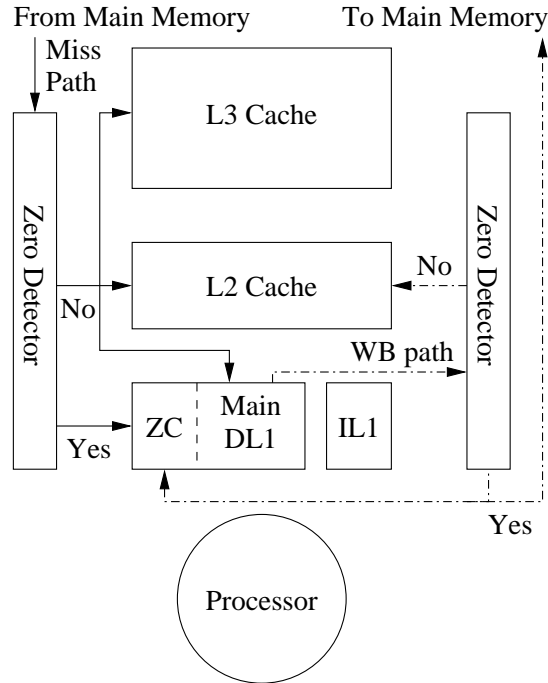 From Main Memory
To Main Memory
Miss
Path
L3 Cache
Zero Detector
Zero Detector
L2 Cache
No
No
WB path
ZC
Main
DL1
IL1
Yes
Yes
Processor